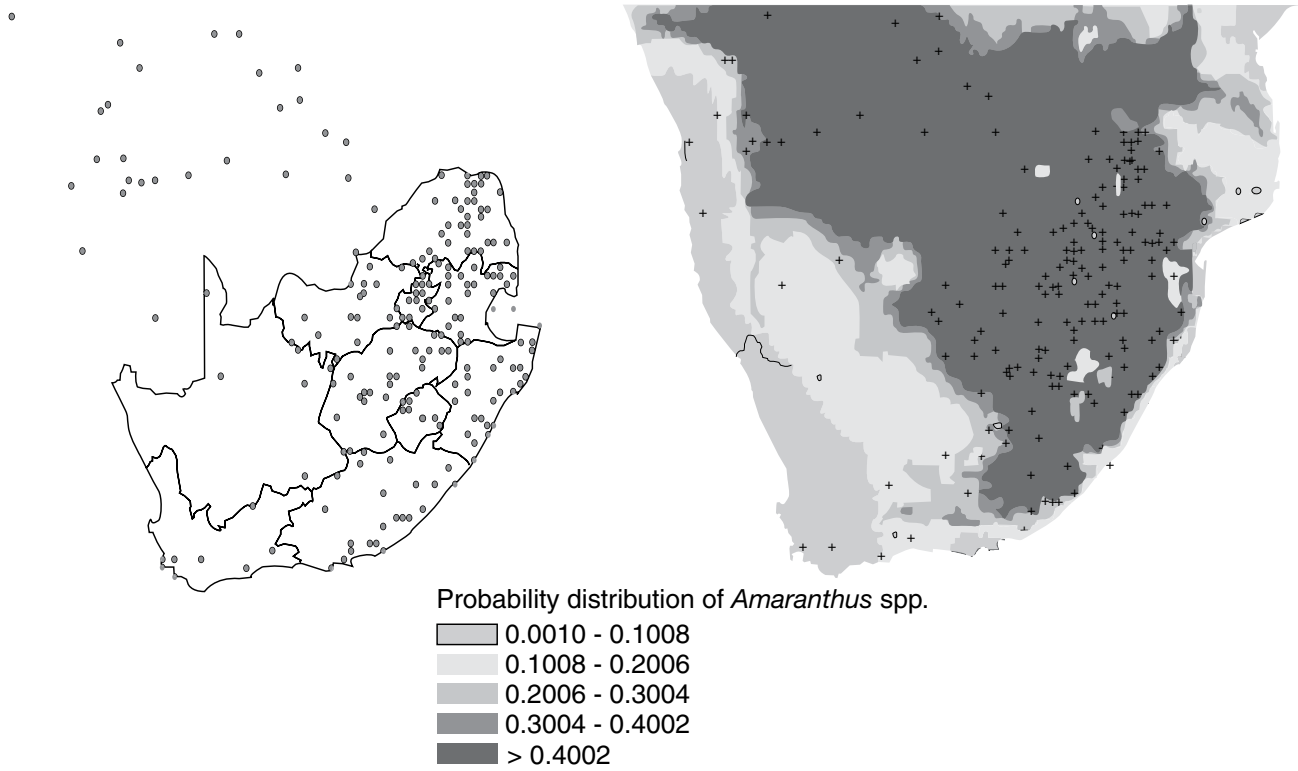 Probability distribution of Amaranthus spp.
0.0010 - 0.1008
0.1008 - 0.2006
0.2006 - 0.3004
0.3004 - 0.4002
> 0.4002